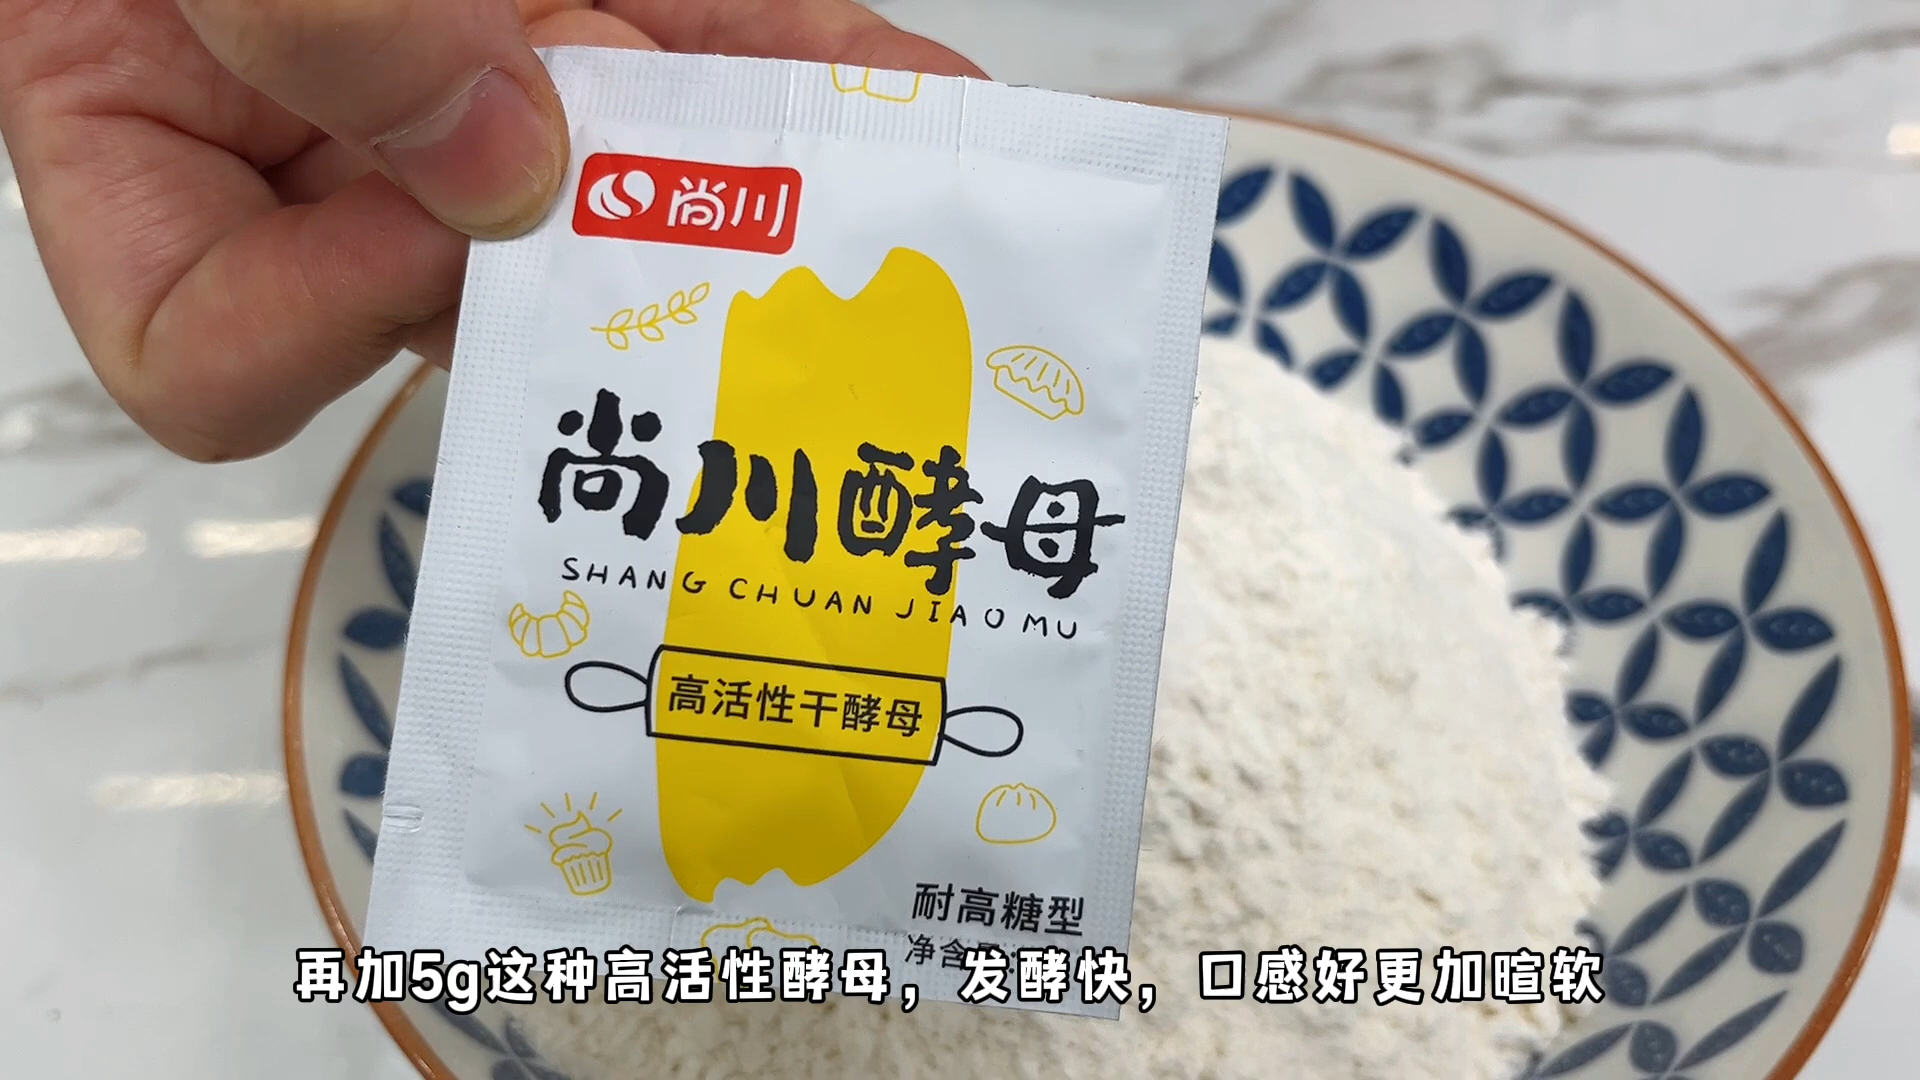 尚川
尚川酵母
SHANG CHUAN JIAO MU
高活性干酵母
耐高糖型
净含
再加5g这种高活性酵母，发酵快，口感好更加暄软